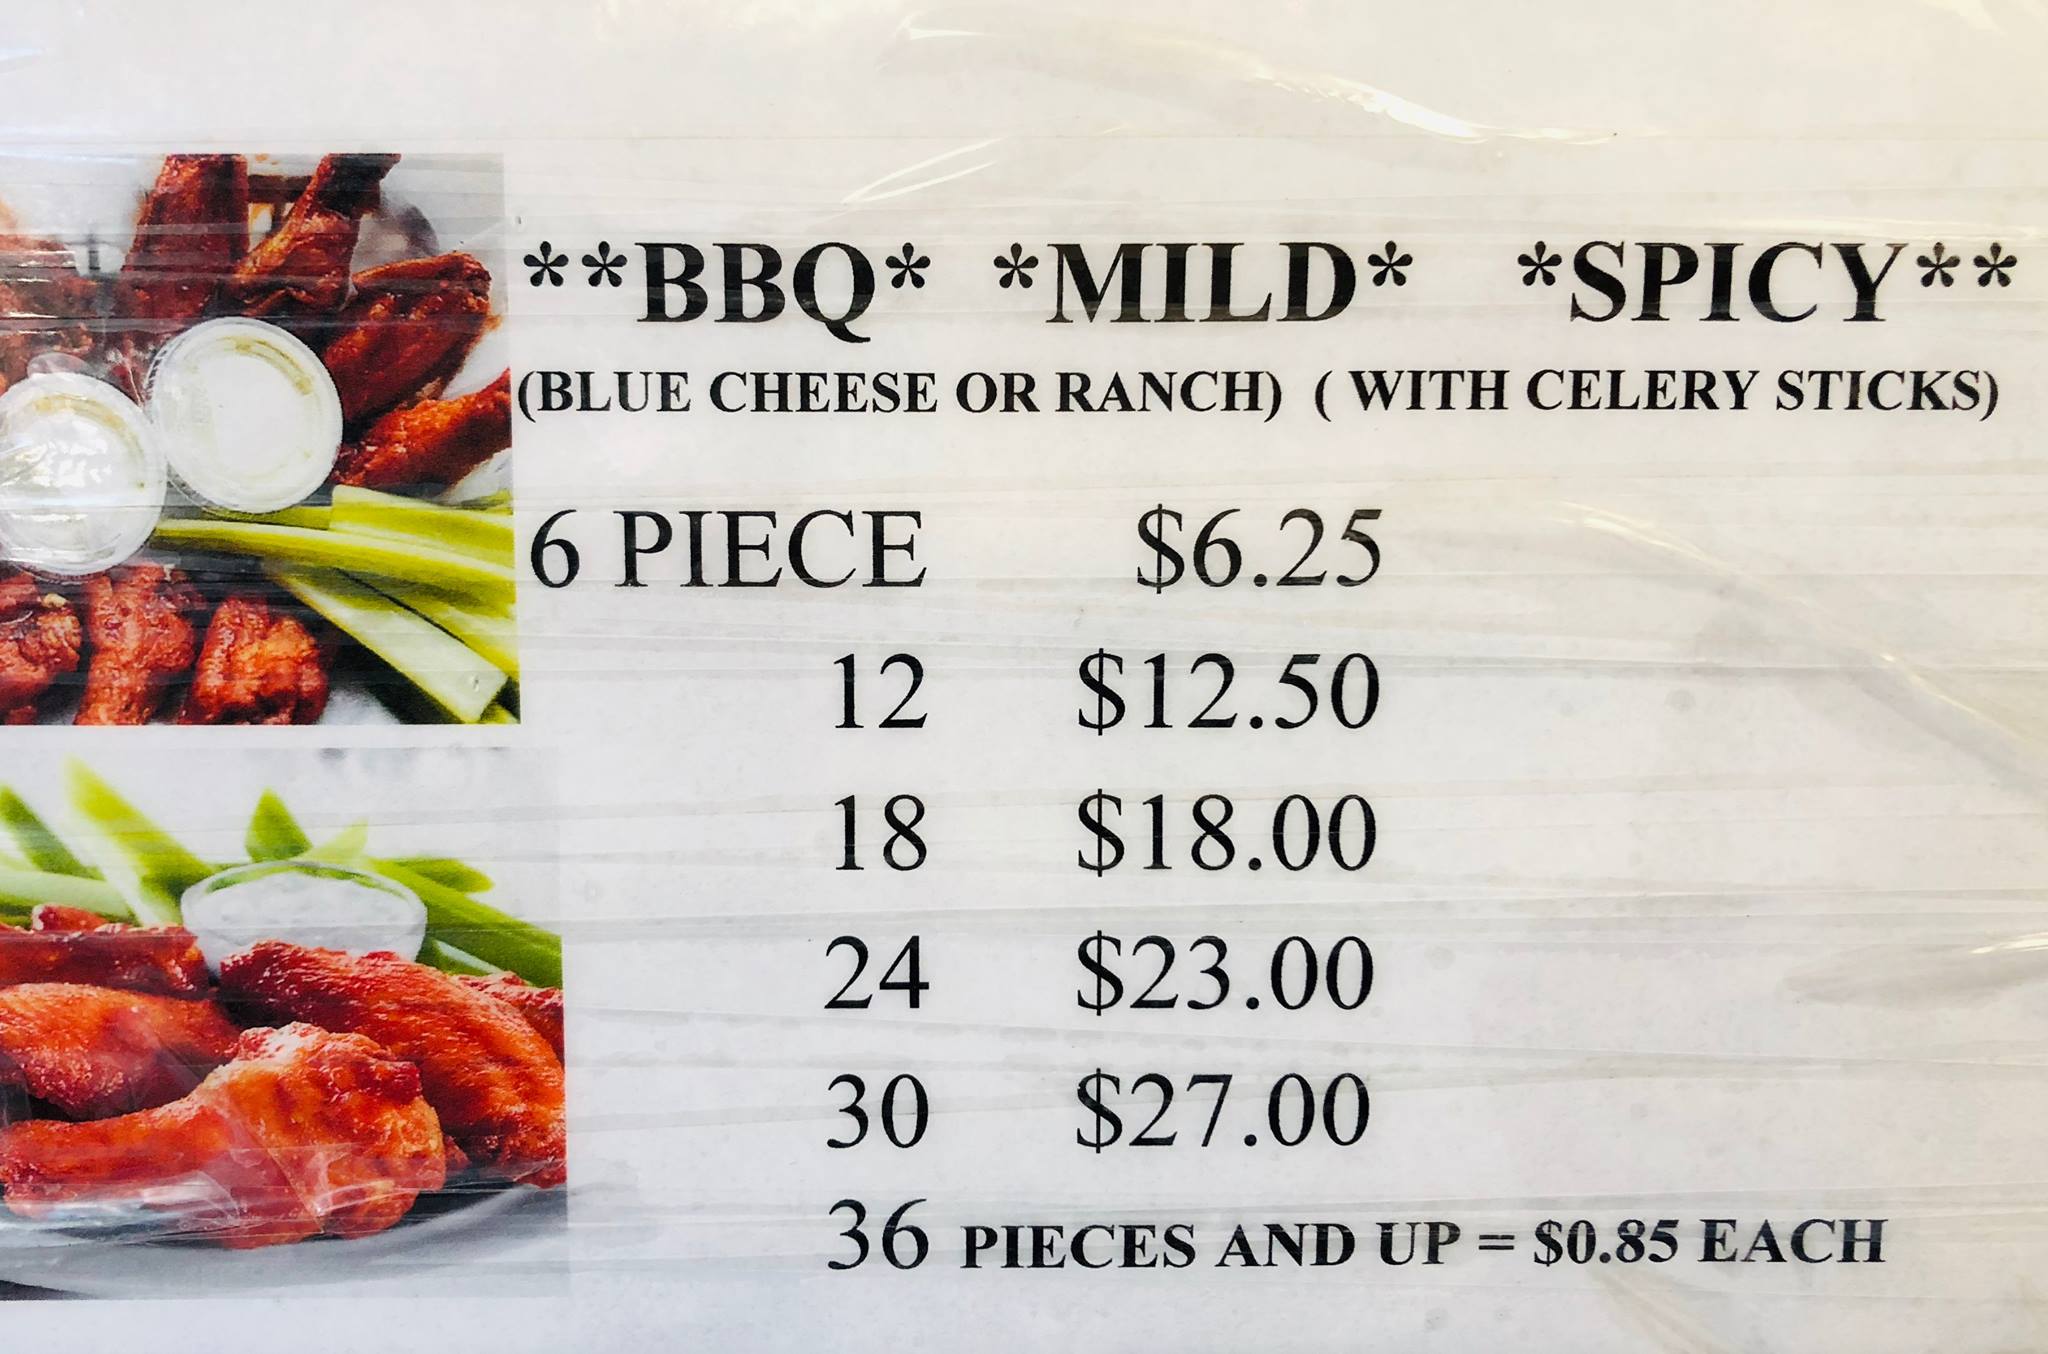 **BBQ* *MILD* *SPICY**
(BLUE CHEESE OR RANCH) ( WITH CELERY STICKS)
6 PIECE $6.25
12 $12.50
18 $18.00
24 $23.00
30 $27.00
36 PIECES AND UP = $0.85 EACH